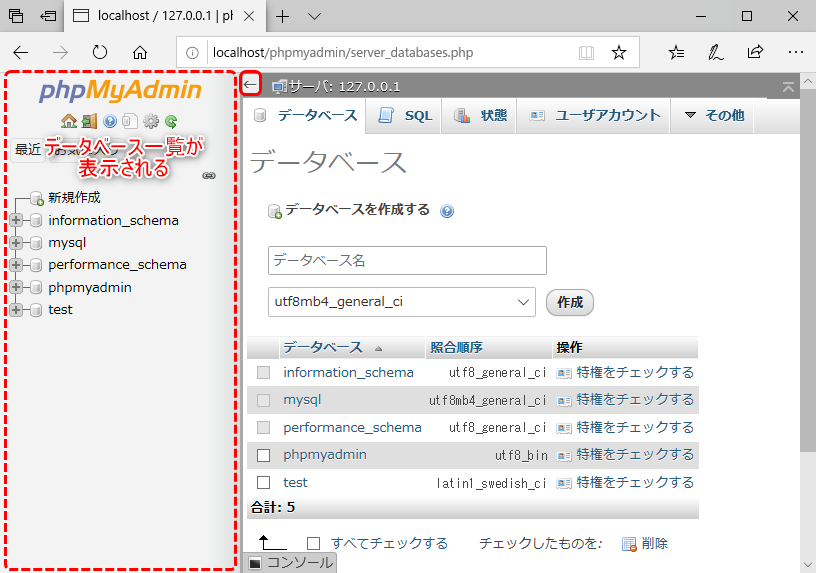 localhost / 127.0.0.1 | ph
localhost/phpmyadmin/server_databases.php
phpMyAdmin
最近
データベース一覧が
表示される
新規作成
information_schema
mysql
performance_schema
phpmyadmin
test
←
サーバ: 127.0.0.1
データベース
SQL
状態
ユーザアカウント
その他
データベース
データベースを作成する
データベース名
utf8mb4_general_ci
作成
データベース 照合順序 操作
information_schema utf8_general_ci 特権をチェックする
mysql utf8mb4_general_ci 特権をチェックする
performance_schema utf8_general_ci 特権をチェックする
phpmyadmin utf8_bin 特権をチェックする
test latin1_swedish_ci 特権をチェックする
合計: 5
すべてチェックする チェックしたものを: 削除
コンソール